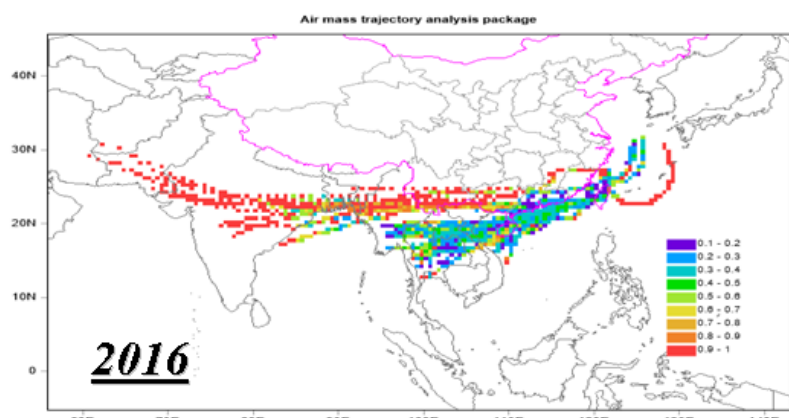 Air mass trajectory analysis package
40N
30N
20N
10N
0
0.1 - 0.2
0.2 - 0.3
0.3 - 0.4
0.4 - 0.5
0.5 - 0.6
0.6 - 0.7
0.7 - 0.8
0.8 - 0.9
0.9 - 1
2016